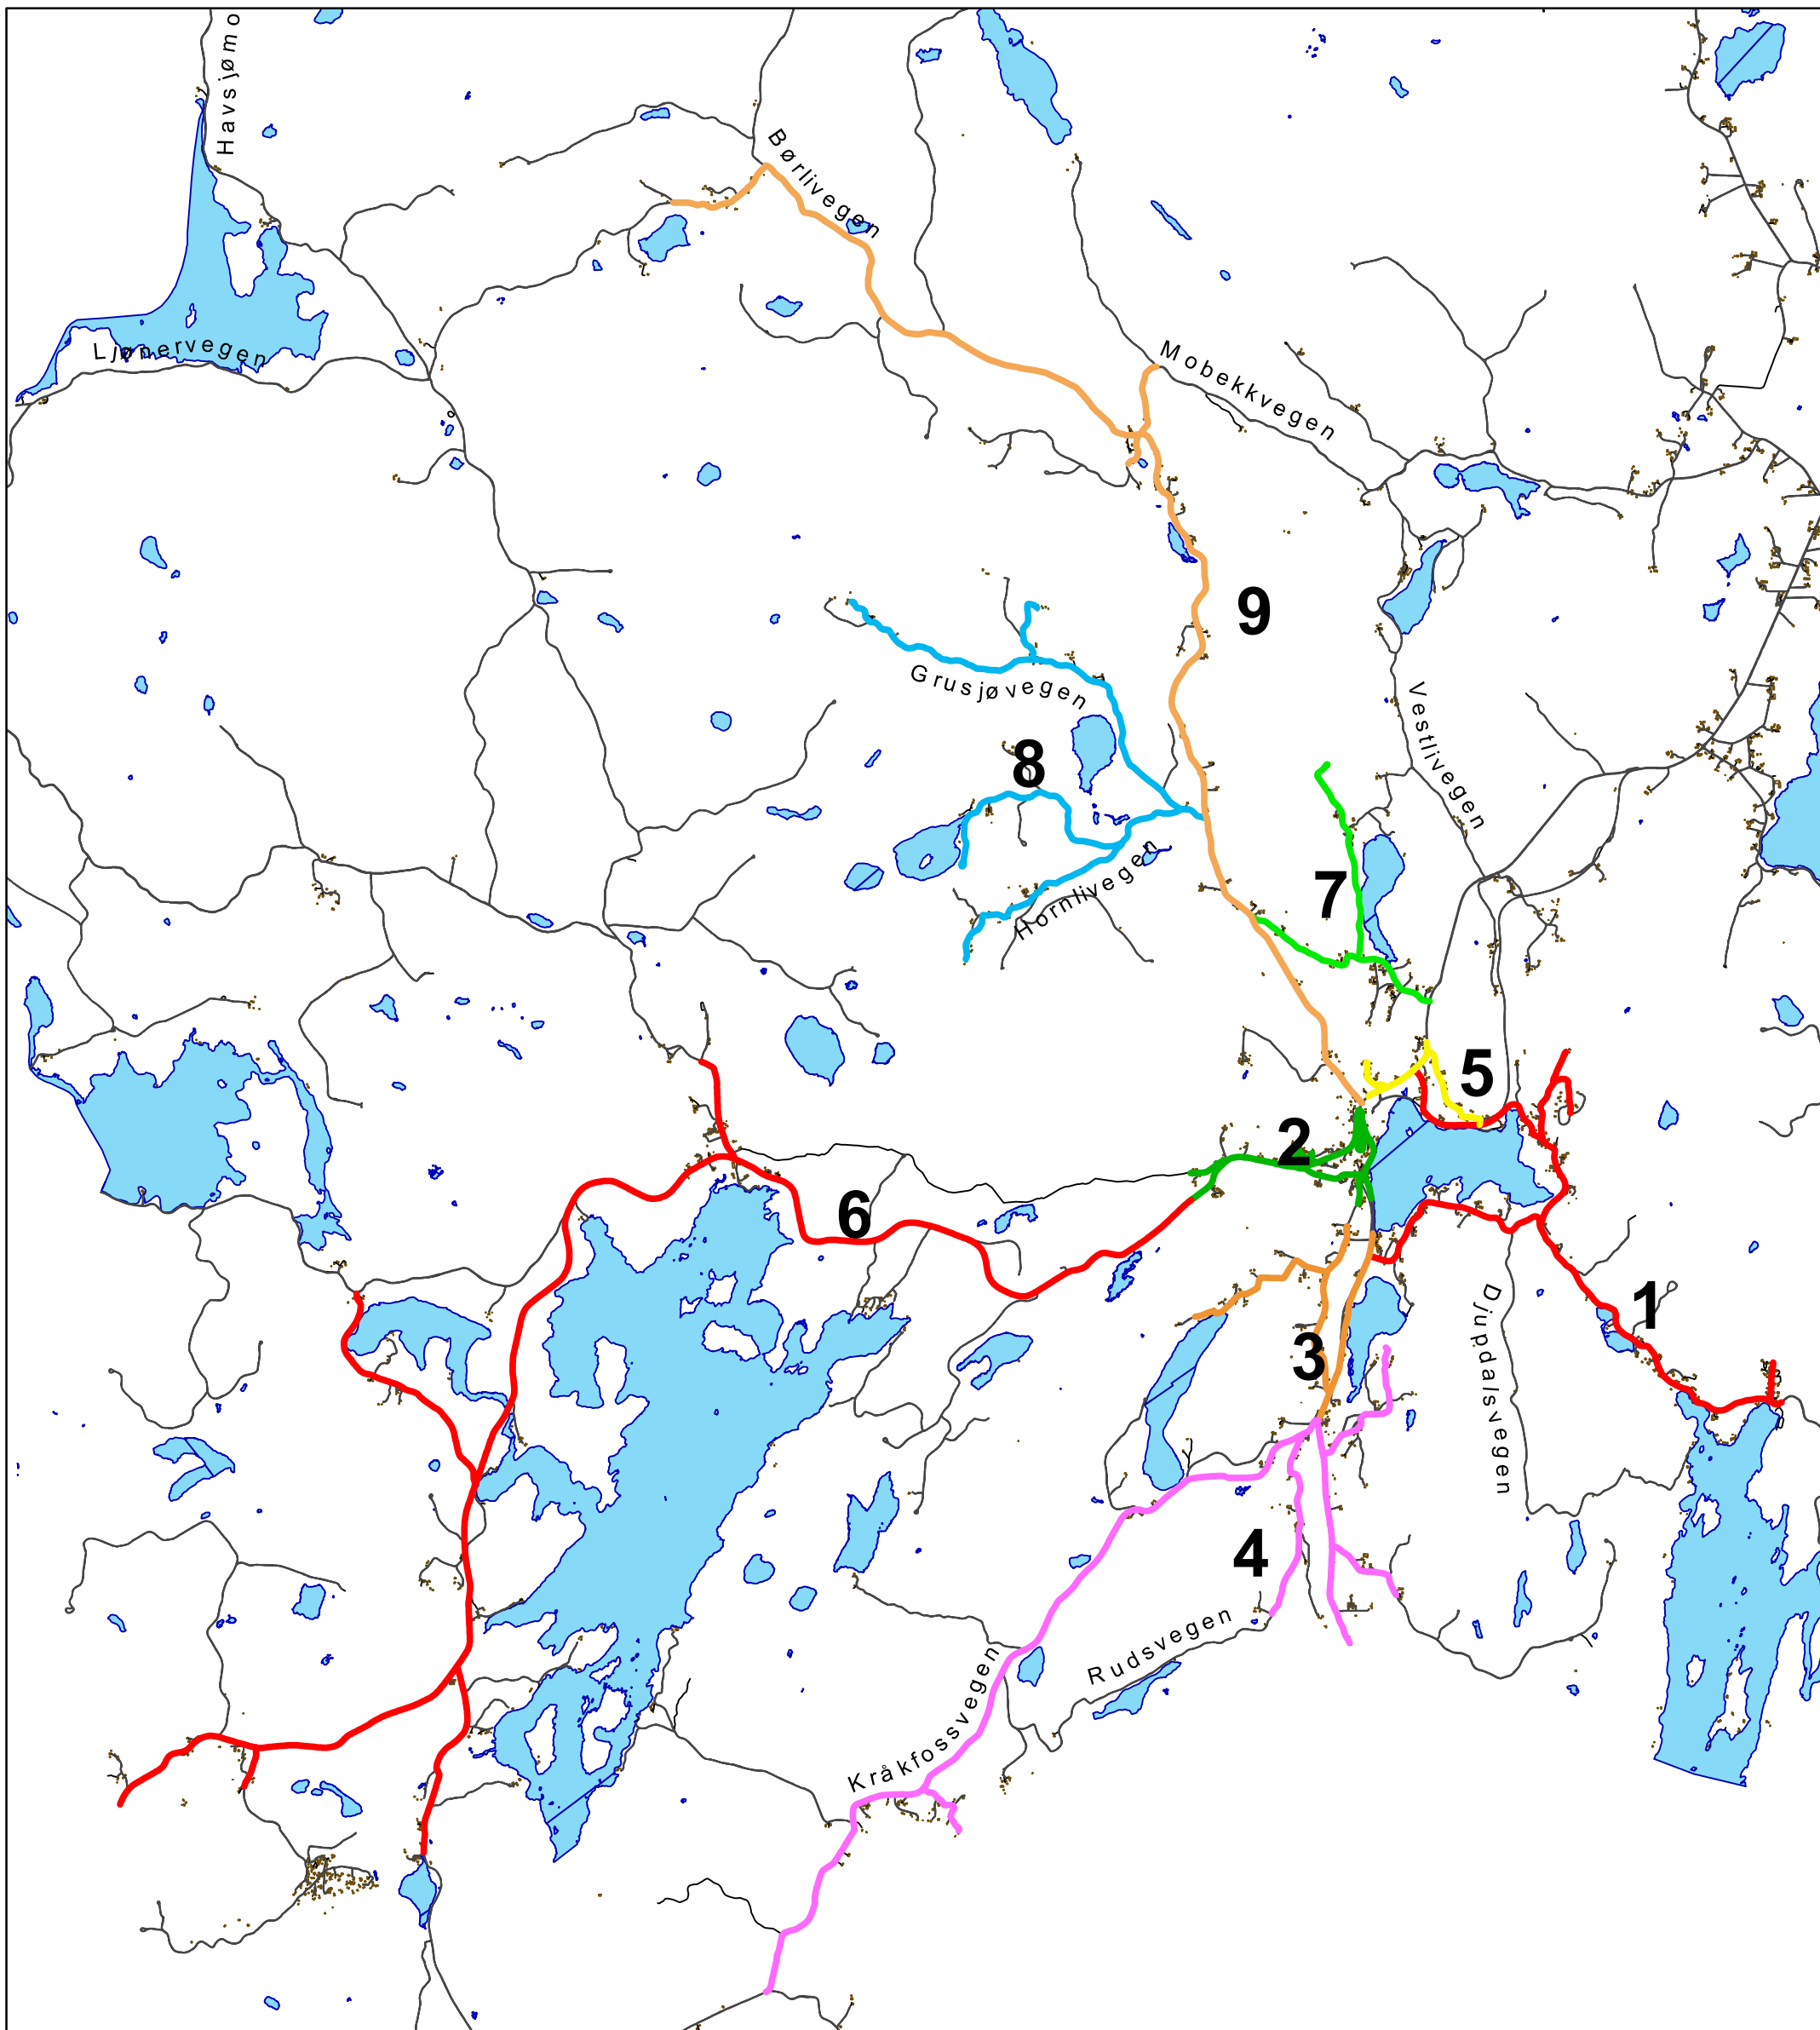 Havsjømo
Børlivegen
Ljønervegen
Mobekkvegen
9
Grusjøvegen
Vestlivegen
8
7
Hornlivegen
5
2
6
1
Djupdalsvegen
3
4
Rudsvegen
Kråkfossvegen